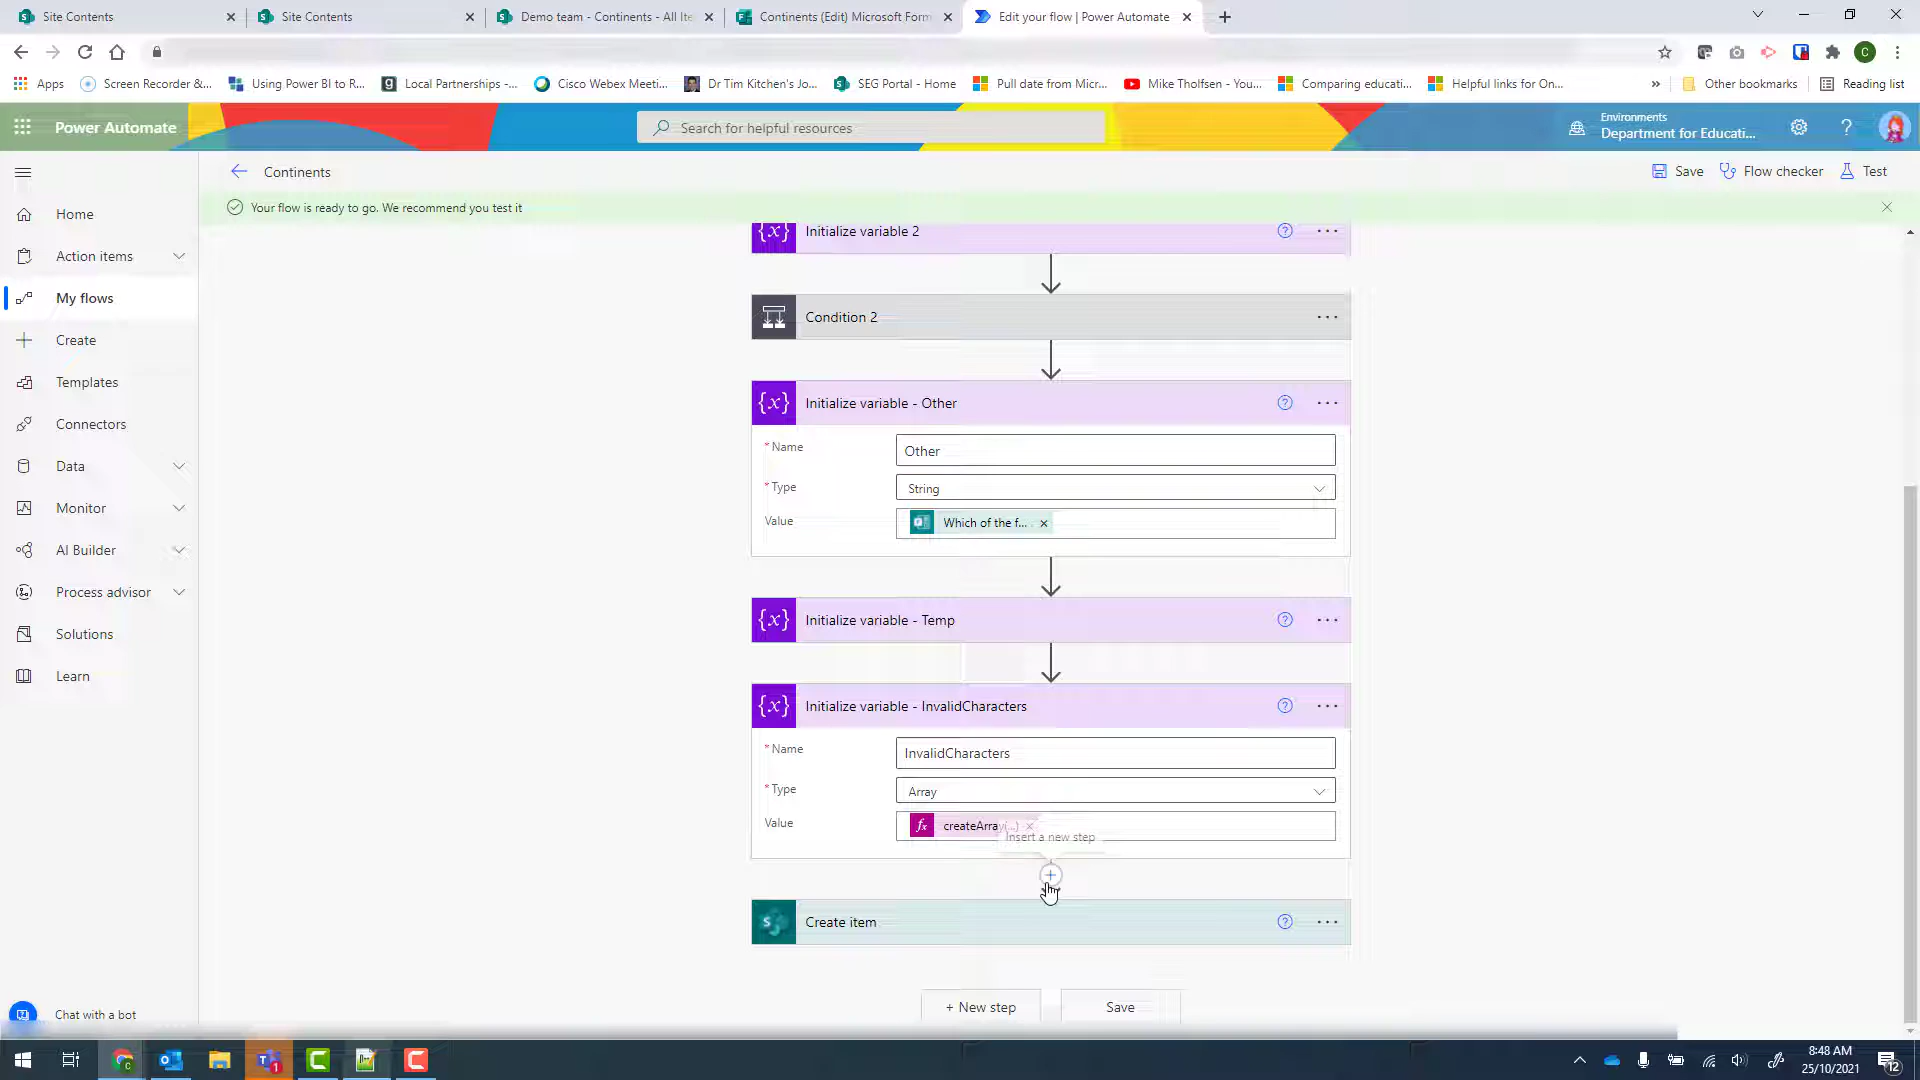 Site Contents
Site Contents
Demo team - Continents - All Ite
Continents (Edit) Microsoft Form
Edit your flow | Power Automate
Apps
Screen Recorder &...
Using Power BI to R...
Local Partnerships -...
Cisco Webex Meeti...
Dr Tim Kitchen's Jo...
SEG Portal - Home
Pull date from Micr...
Mike Tholfsen - You...
Comparing educati...
Helpful links for On...
»
Other bookmarks
Reading list
Power Automate
Search for helpful resources
Environments
Department for Educati...
Continents
Save
Flow checker
Test
Your flow is ready to go. We recommend you test it
Home
Action items
My flows
Create
Templates
Connectors
Data
Monitor
AI Builder
Process advisor
Solutions
Learn
Chat with a bot
Initialize variable 2
Condition 2
{x} Initialize variable - Other
* Name
Other
* Type
String
Value
Which of the f...
{x} Initialize variable - Temp
{x} Initialize variable - InvalidCharacters
* Name
InvalidCharacters
* Type
Array
Value
fx createArray(...)
Insert a new step
Create item
+ New step
Save
8:48 AM
25/10/2021
12